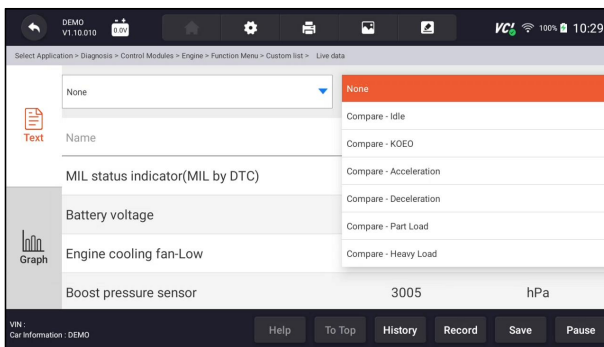 DEMO
V1.10.010
0.0V
VCI
100%
10:29
Select Application > Diagnosis > Control Modules > Engine > Function Menu > Custom list > Live data
None
None
Compare - Idle
Compare - KOEO
Compare - Acceleration
Compare - Deceleration
Compare - Part Load
Compare - Heavy Load
Text
Graph
Name
MIL status indicator(MIL by DTC)
Battery voltage
Engine cooling fan-Low
Boost pressure sensor 3005 hPa
VIN :
Car Information : DEMO
Help To Top History Record Save Pause